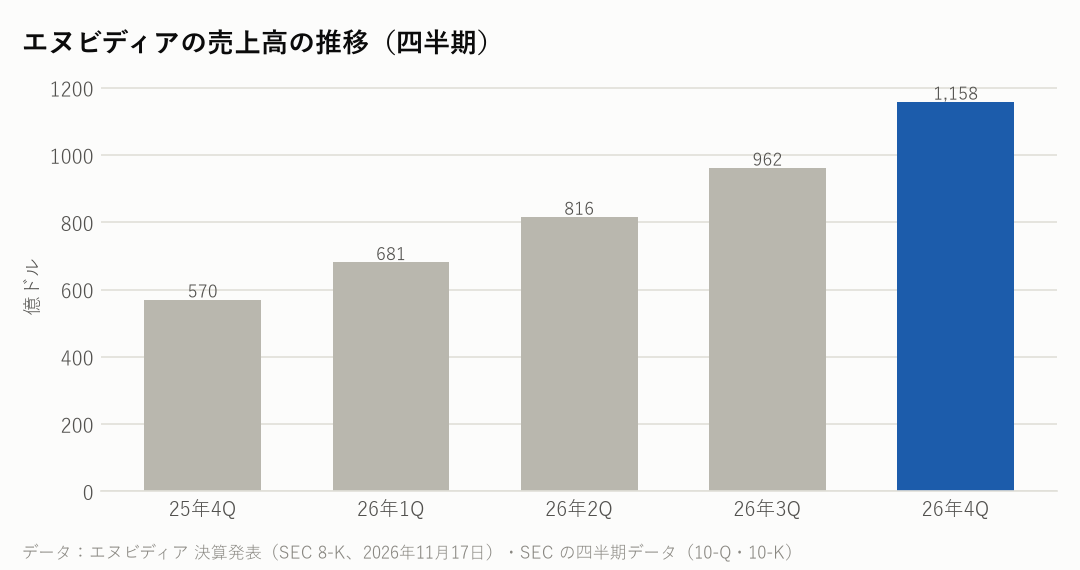 エヌビディアの売上高の推移（四半期）
億ドル
1200
1000
800
600
400
200
0
570
681
816
962
1,158
25年4Q
26年1Q
26年2Q
26年3Q
26年4Q
データ：エヌビディア 決算発表（SEC 8-K、2026年11月17日）・SEC の四半期データ（10-Q・10-K）